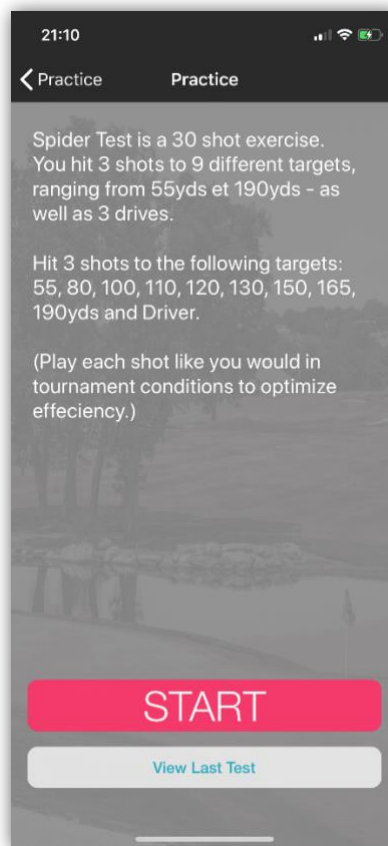 21:10
Practice
Practice
Spider Test is a 30 shot exercise.
You hit 3 shots to 9 different targets,
ranging from 55yds et 190yds - as
well as 3 drives.
Hit 3 shots to the following targets:
55, 80, 100, 110, 120, 130, 150, 165,
190yds and Driver.
(Play each shot like you would in
tournament conditions to optimize
effeciency.)
START
View Last Test